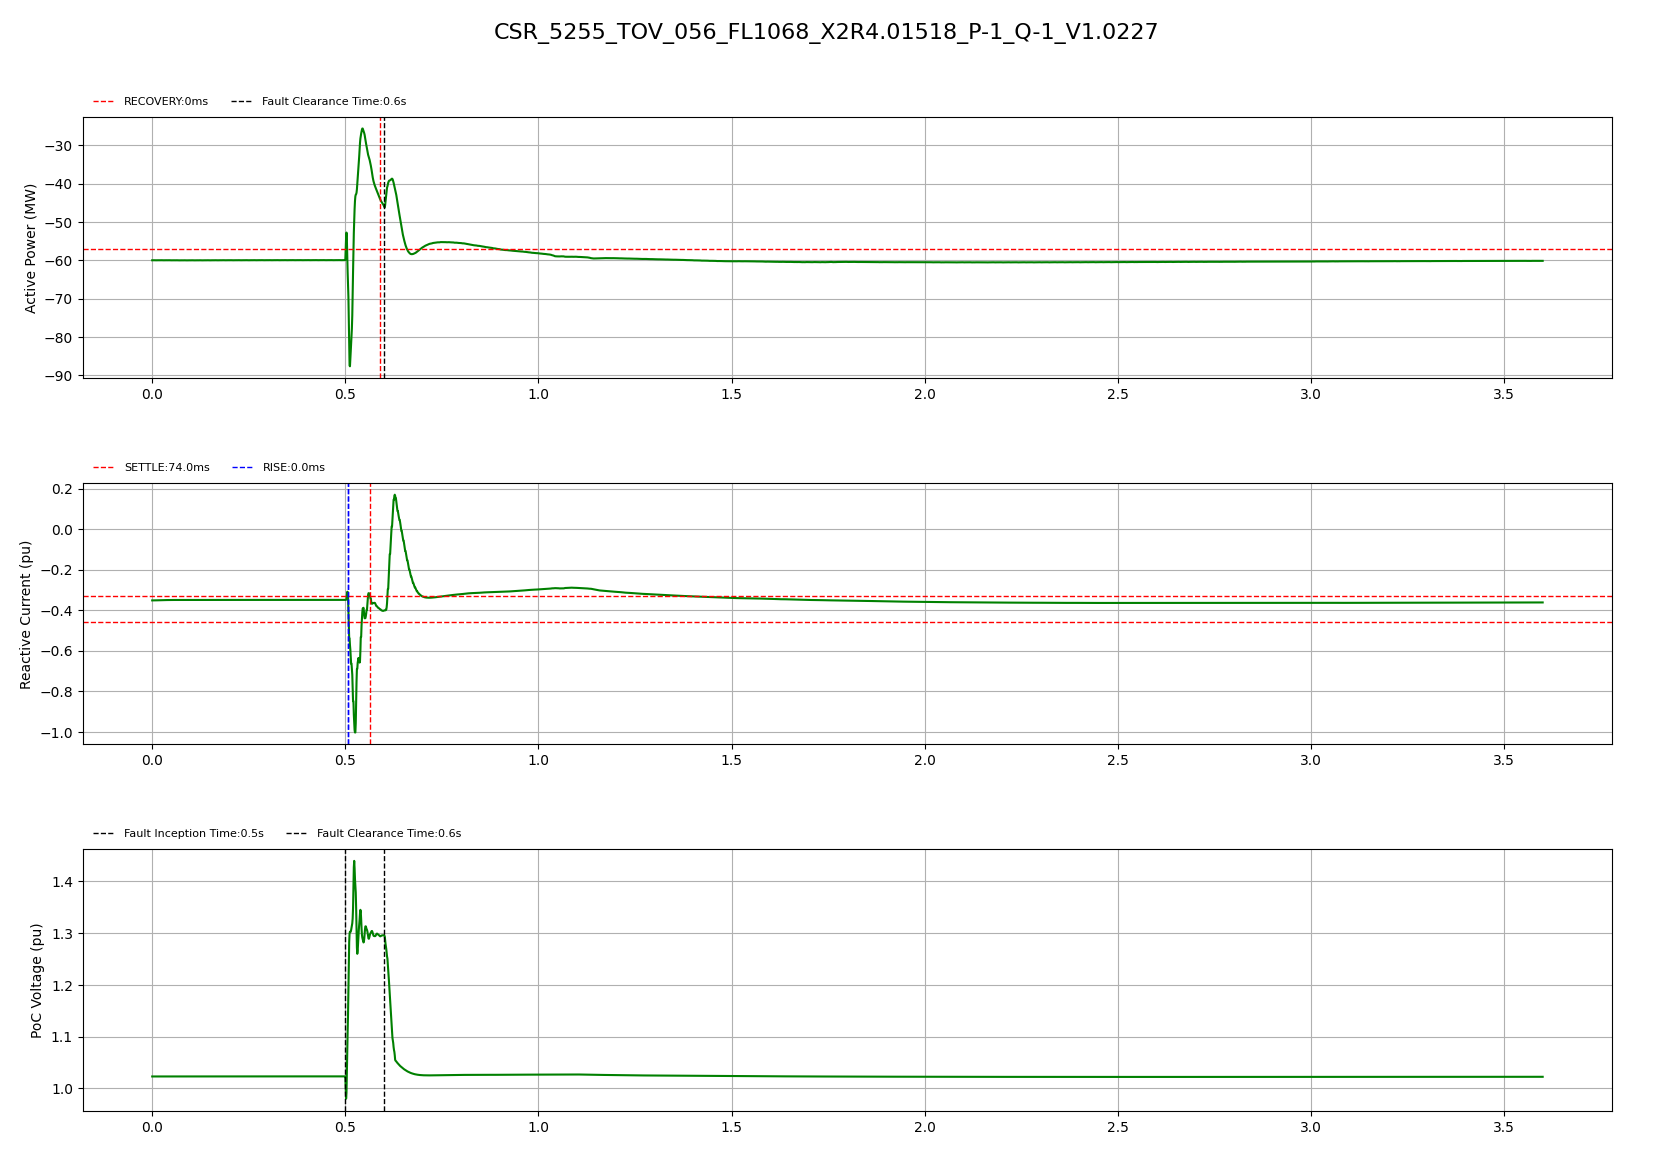 CSR_5255_TOV_056_FL1068_X2R4.01518_P-1_Q-1_V1.0227
RECOVERY:0ms Fault Clearance Time:0.6s
Active Power (MW)
−30
−40
−50
−60
−70
−80
−90
0.0 0.5 1.0 1.5 2.0 2.5 3.0 3.5
SETTLE:74.0ms RISE:0.0ms
Reactive Current (pu)
0.2
0.0
−0.2
−0.4
−0.6
−0.8
−1.0
0.0 0.5 1.0 1.5 2.0 2.5 3.0 3.5
Fault Inception Time:0.5s Fault Clearance Time:0.6s
PoC Voltage (pu)
1.4
1.3
1.2
1.1
1.0
0.0 0.5 1.0 1.5 2.0 2.5 3.0 3.5